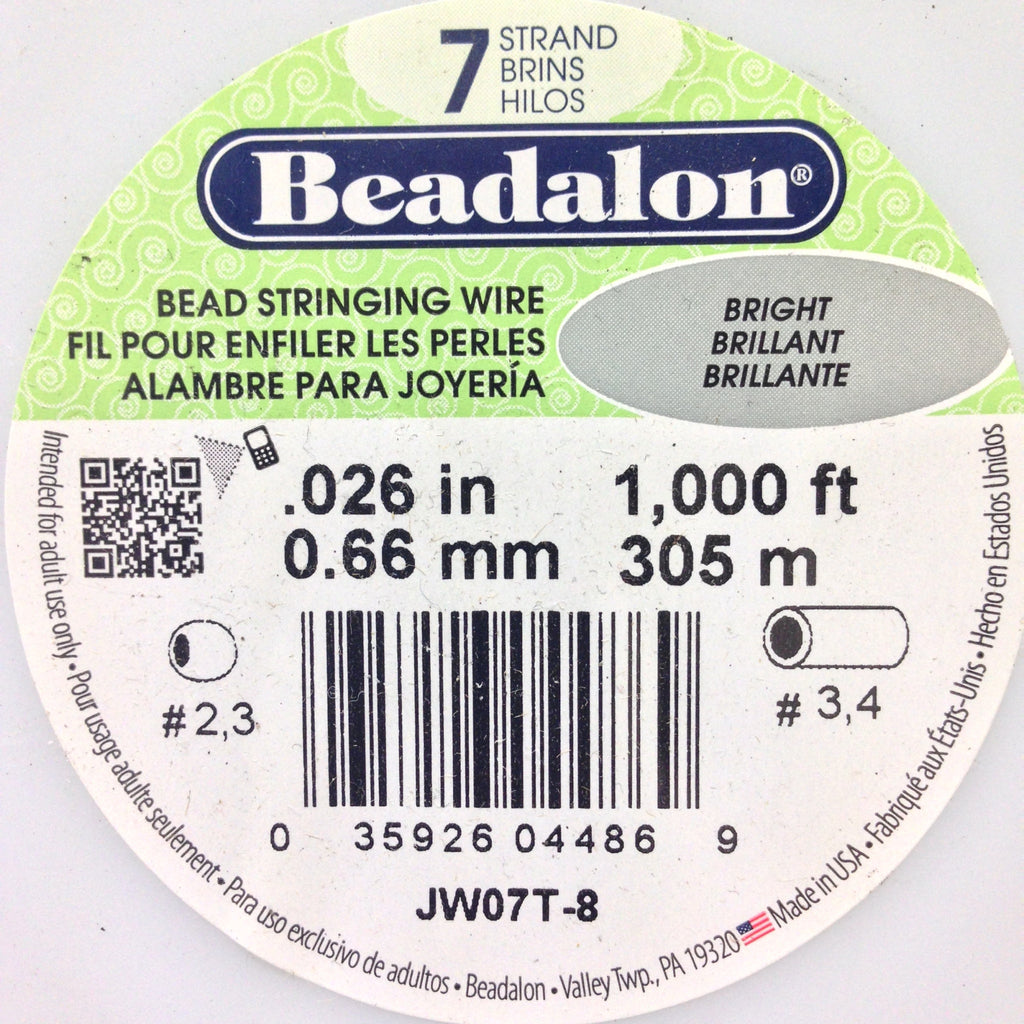 7 STRAND
BRINS
HILOS
Beadalon®
BEAD STRINGING WIRE
FIL POUR ENFILER LES PERLES
ALAMBRE PARA JOYERÍA
BRIGHT
BRILLANT
BRILLANTE
.026 in
0.66 mm
1,000 ft
305 m
#2,3
# 3,4
0 35926 04486 9
JW07T-8
Intended for adult use only • Pour usage adulte seulement • Para uso exclusivo de adultos • Beadalon • Valley Twp., PA 19320 Made in USA • Fabriqué aux États-Unis • Hecho en Estados Unidos